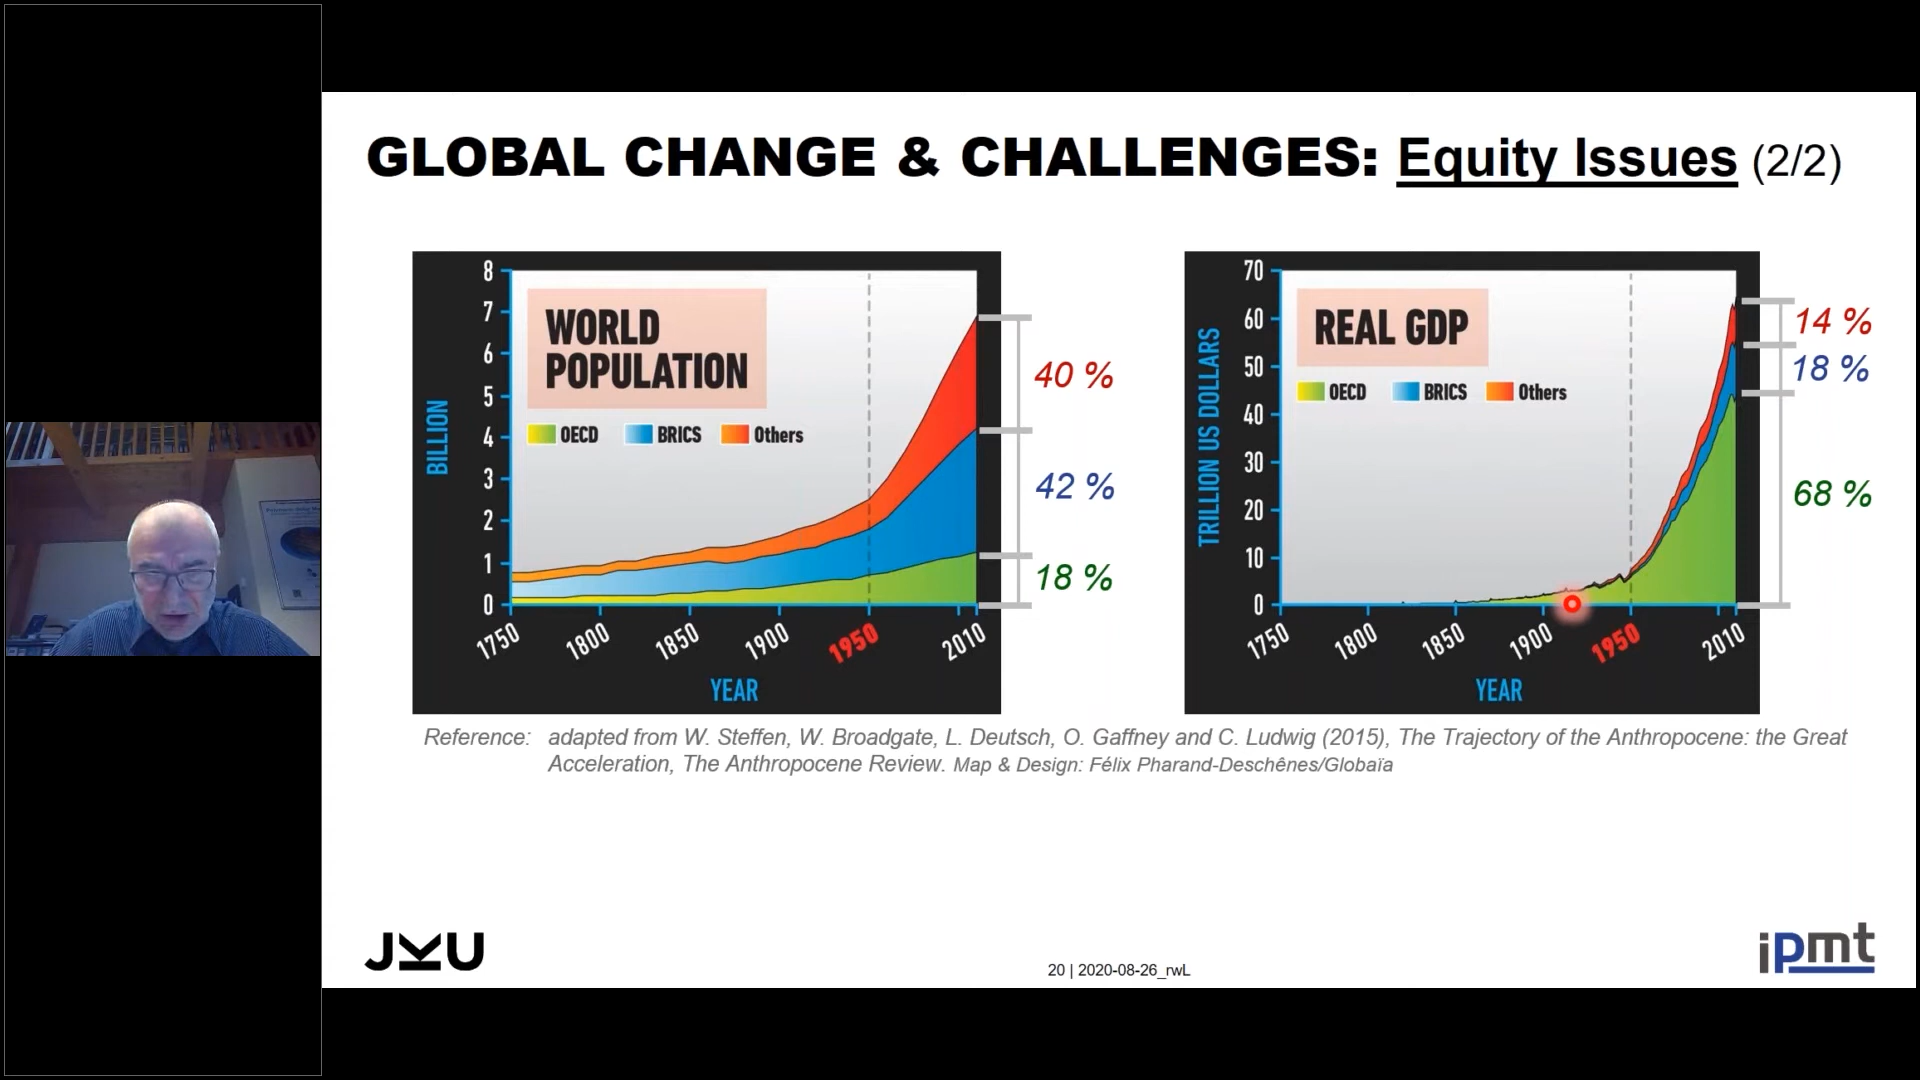 GLOBAL CHANGE & CHALLENGES: Equity Issues (2/2)
WORLD
POPULATION
OECD BRICS Others
BILLION
8
7
6
5
4
3
2
1
0
1750 1800 1850 1900 1950 2010
YEAR
40 %
42 %
18 %
REAL GDP
OECD BRICS Others
TRILLION US DOLLARS
70
60
50
40
30
20
10
0
1750 1800 1850 1900 1950 2010
YEAR
14 %
18 %
68 %
Reference: adapted from W. Steffen, W. Broadgate, L. Deutsch, O. Gaffney and C. Ludwig (2015), The Trajectory of the Anthropocene: the Great
Acceleration, The Anthropocene Review. Map & Design: Félix Pharand-Deschênes/Globaïa
JKU
20 | 2020-08-26_rwL
ipmt